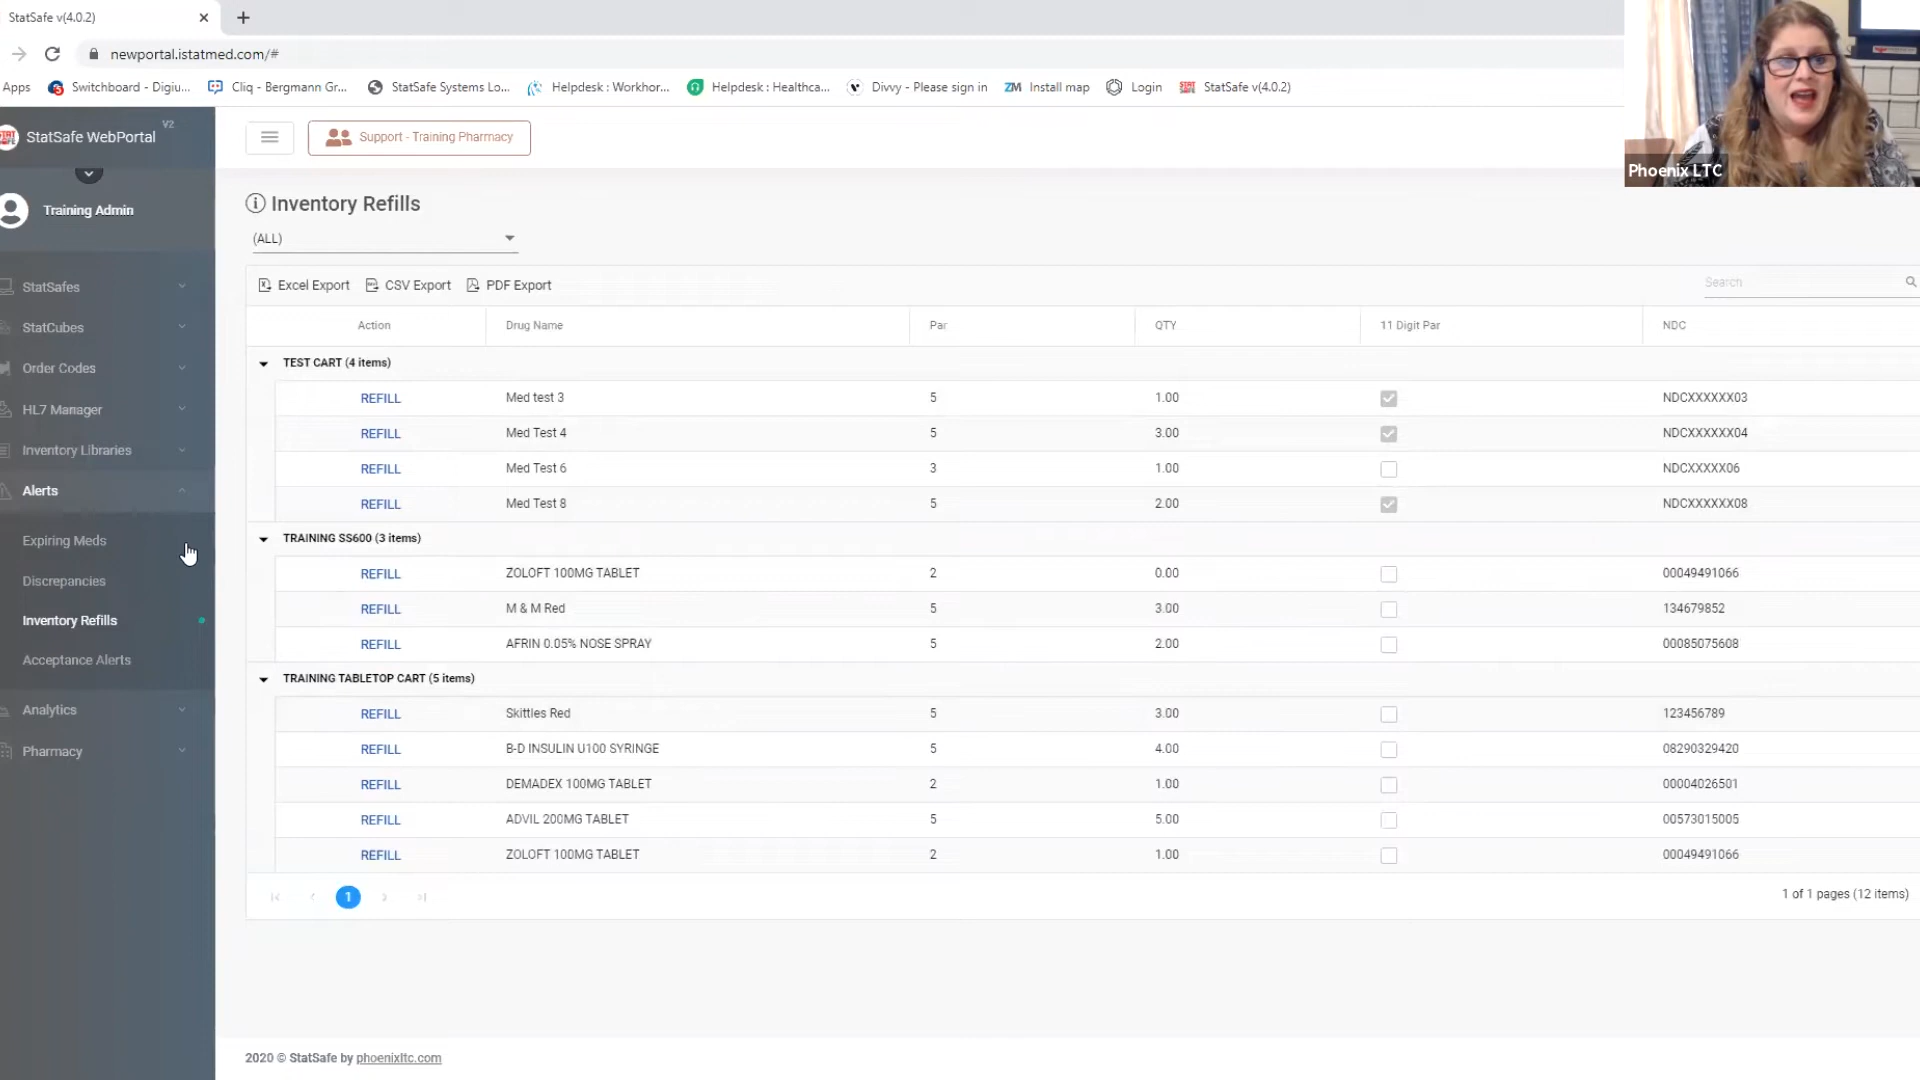 StatSafe v(4.0.2)
newportal.istatmed.com/#
Apps Switchboard - Digiu... Cliq - Bergmann Gr... StatSafe Systems Lo... Helpdesk : Workhor... Helpdesk : Healthca... Divvy - Please sign in ZM Install map Login StatSafe v(4.0.2)
StatSafe WebPortal V2
Support - Training Pharmacy
Phoenix LTC
Training Admin
StatSafes
StatCubes
Order Codes
HL7 Manager
Inventory Libraries
Alerts
Expiring Meds
Discrepancies
Inventory Refills
Acceptance Alerts
Analytics
Pharmacy
Inventory Refills
(ALL)
Excel Export CSV Export PDF Export Search
Action Drug Name Par QTY 11 Digit Par NDC
TEST CART (4 items)
REFILL Med test 3 5 1.00 NDCXXXXXX03
REFILL Med Test 4 5 3.00 NDCXXXXXX04
REFILL Med Test 6 3 1.00 NDCXXXXX06
REFILL Med Test 8 5 2.00 NDCXXXXXX08
TRAINING SS600 (3 items)
REFILL ZOLOFT 100MG TABLET 2 0.00 00049491066
REFILL M & M Red 5 3.00 134679852
REFILL AFRIN 0.05% NOSE SPRAY 5 2.00 00085075608
TRAINING TABLETOP CART (5 items)
REFILL Skittles Red 5 3.00 123456789
REFILL B-D INSULIN U100 SYRINGE 5 4.00 08290329420
REFILL DEMADEX 100MG TABLET 2 1.00 00004026501
REFILL ADVIL 200MG TABLET 5 5.00 00573015005
REFILL ZOLOFT 100MG TABLET 2 1.00 00049491066
1
1 of 1 pages (12 items)
2020 © StatSafe by phoenixltc.com